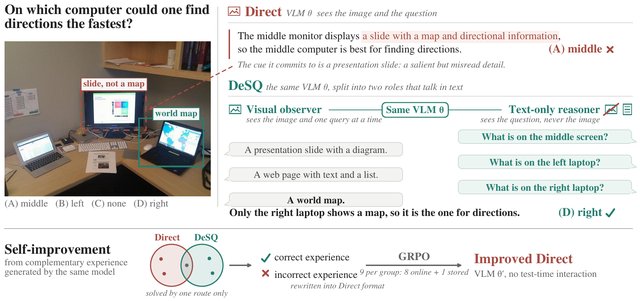 On which computer could one find
directions the fastest?
slide, not a map
world map
(A) middle (B) left (C) none (D) right
Direct VLM θ sees the image and the question
The middle monitor displays a slide with a map and directional information,
so the middle computer is best for finding directions. (A) middle ✕
The cue it commits to is a presentation slide: a salient but misread detail.
DeSQ the same VLM θ, split into two roles that talk in text
Visual observer
Same VLM θ
Text-only reasoner
sees the image and one query at a time
sees the question, never the image
What is on the middle screen?
A presentation slide with a diagram.
What is on the left laptop?
A web page with text and a list.
What is on the right laptop?
A world map.
Only the right laptop shows a map, so it is the one for directions. (D) right ✓
Self-improvement
from complementary experience
generated by the same model
Direct DeSQ
solved by one route only
✓ correct experience
✕ incorrect experience
rewritten into Direct format
GRPO
9 per group: 8 online + 1 stored
Improved Direct
VLM θ′, no test-time interaction